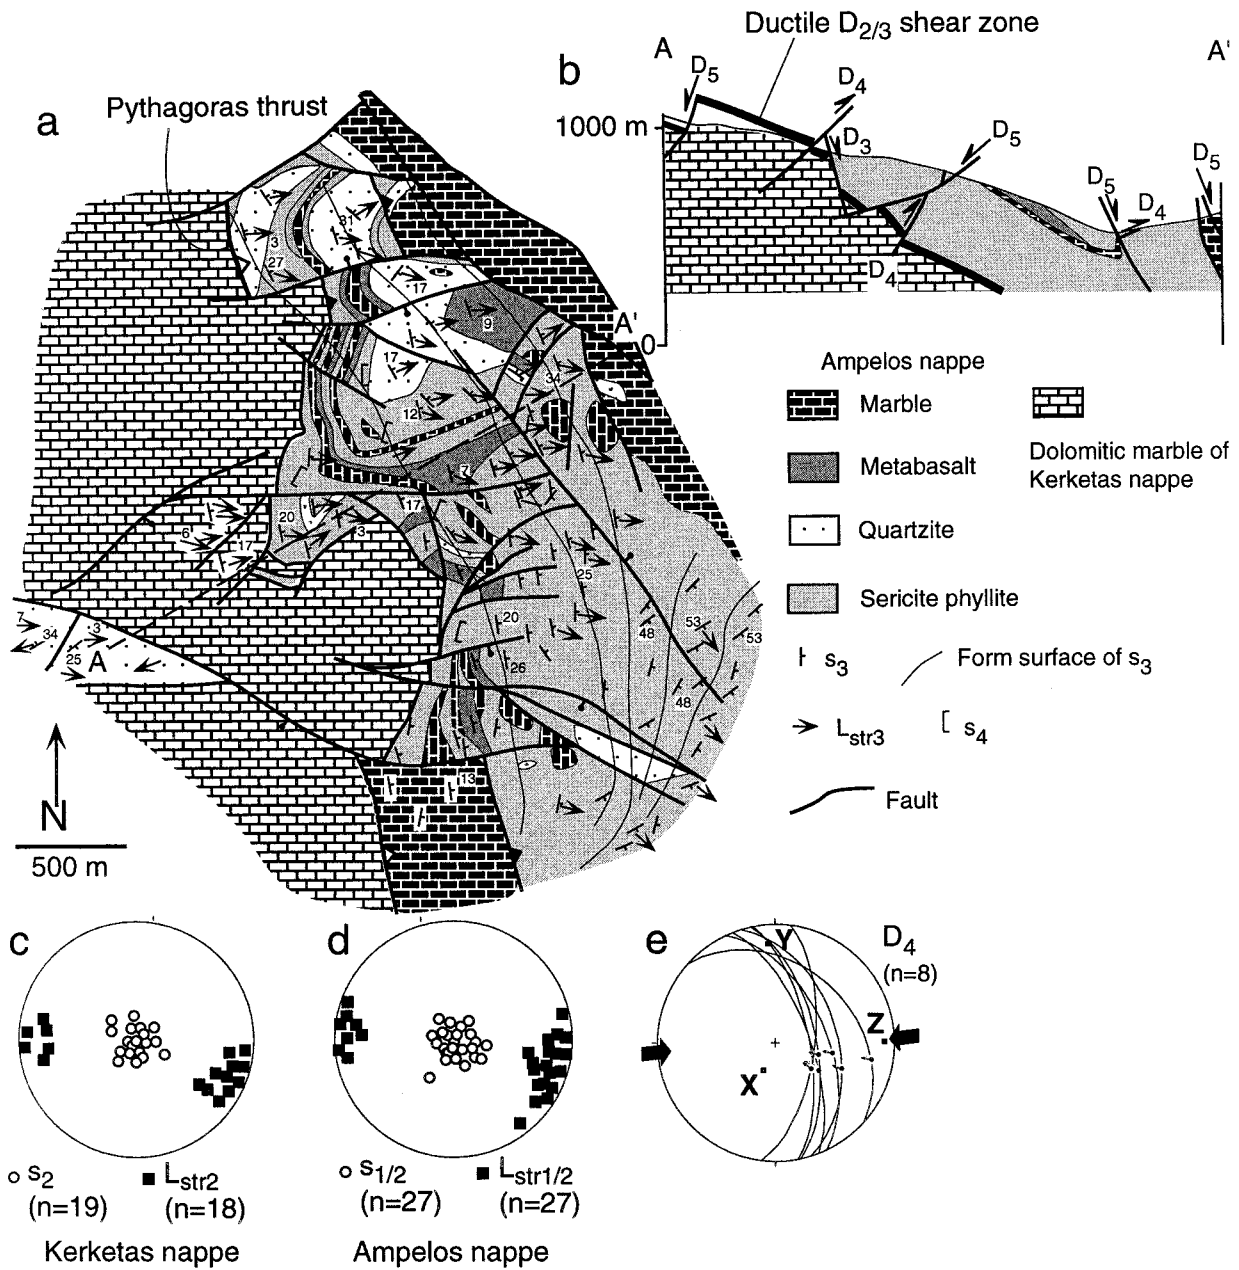 Ductile D2/3 shear zone
b
A
A'
D5
D4
D3
D5
D5
D4
D5
D4
1000 m
0
a
Pythagoras thrust
31
3
27
17
9
17
34
12
7
20
3
17
6
17
25
20
26
48
53
53
48
13
7
34
3
25
A
A'
N
500 m
Ampelos nappe
Marble
Metabasalt
Quartzite
Sericite phyllite
Dolomitic marble of
Kerketas nappe
s3
Form surface of s3
Lstr3
s4
Fault
c
s2
(n=19)
Lstr2
(n=18)
Kerketas nappe
d
s1/2
(n=27)
Lstr1/2
(n=27)
Ampelos nappe
e
D4
(n=8)
Y
Z
X